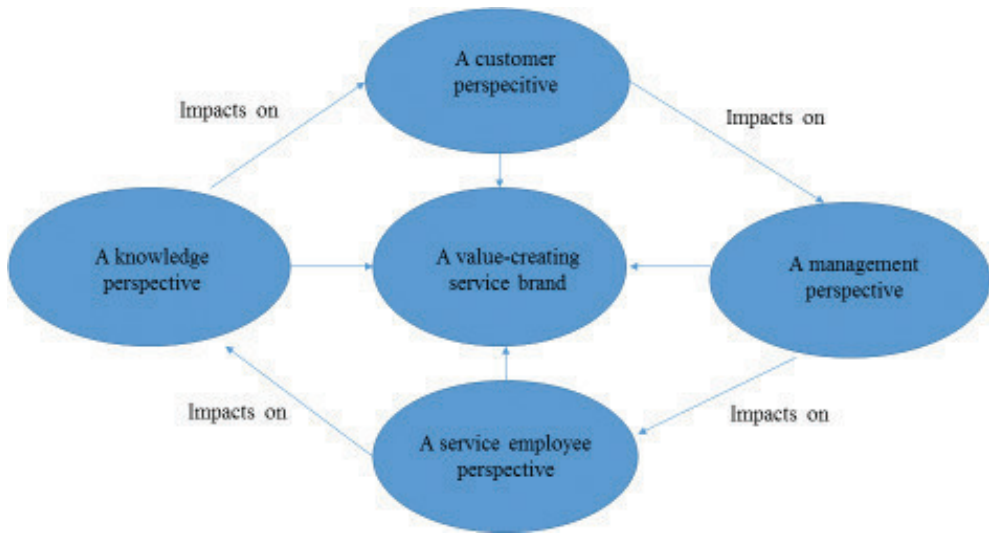 A customer
perspecitive
Impacts on
Impacts on
A knowledge
perspective
A value-creating
service brand
A management
perspective
Impacts on
Impacts on
A service employee
perspective